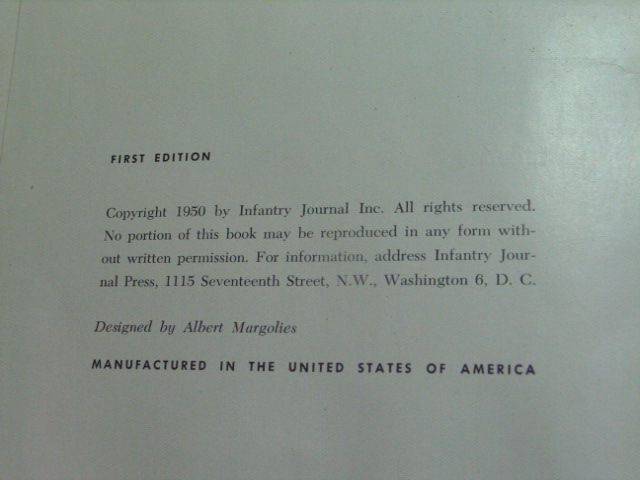 FIRST EDITION
Copyright 1950 by Infantry Journal Inc. All rights reserved.
No portion of this book may be reproduced in any form with-
out written permission. For information, address Infantry Jour-
nal Press, 1115 Seventeenth Street, N.W., Washington 6, D. C.
Designed by Albert Margolies
MANUFACTURED IN THE UNITED STATES OF AMERICA